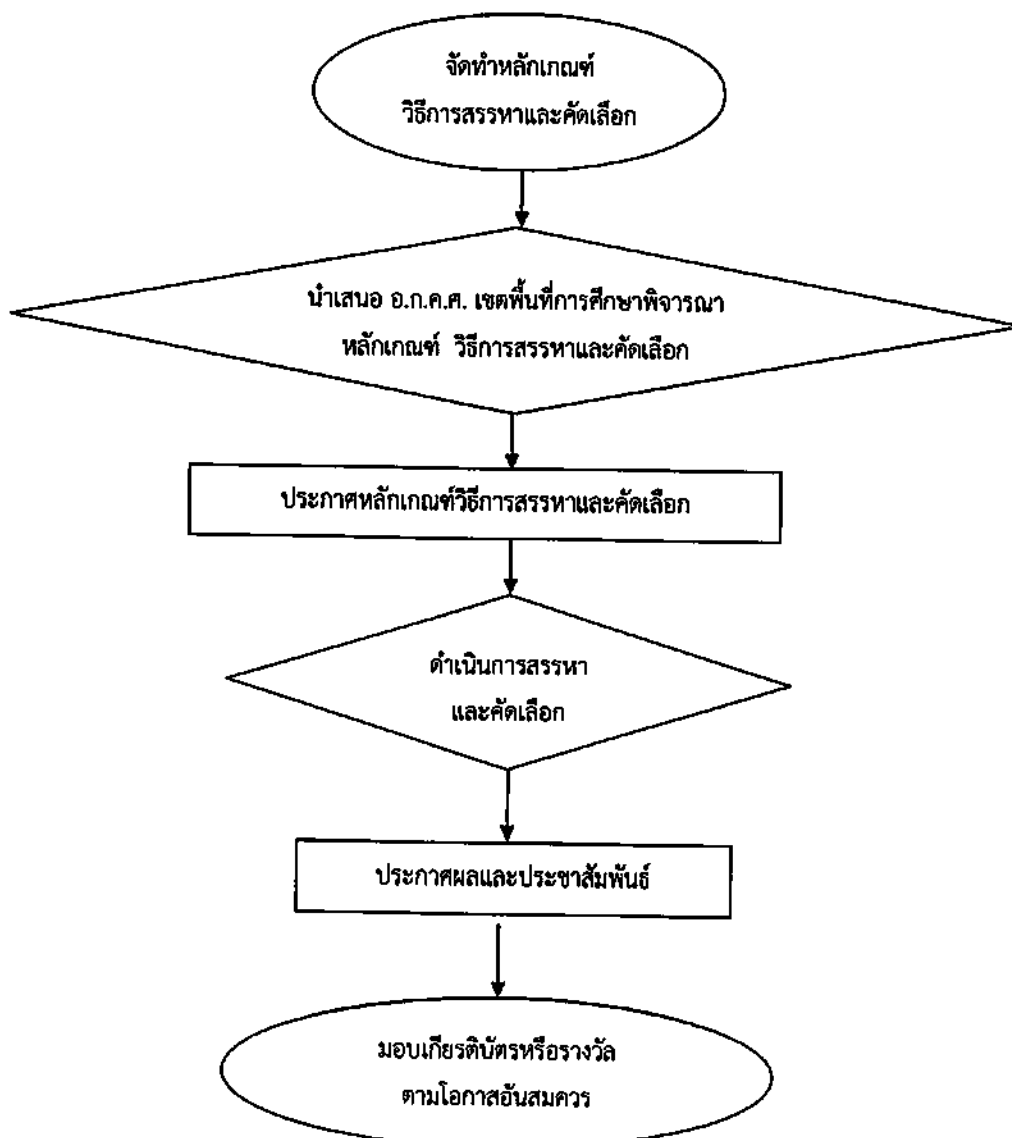 จัดทำหลักเกณฑ์
วิธีการสรรหาและคัดเลือก
นำเสนอ อ.ก.ค.ศ. เขตพื้นที่การศึกษาพิจารณา
หลักเกณฑ์ วิธีการสรรหาและคัดเลือก
ประกาศหลักเกณฑ์วิธีการสรรหาและคัดเลือก
ดำเนินการสรรหา
และคัดเลือก
ประกาศผลและประชาสัมพันธ์
มอบเกียรติบัตรหรือรางวัล
ตามโอกาสอันสมควร